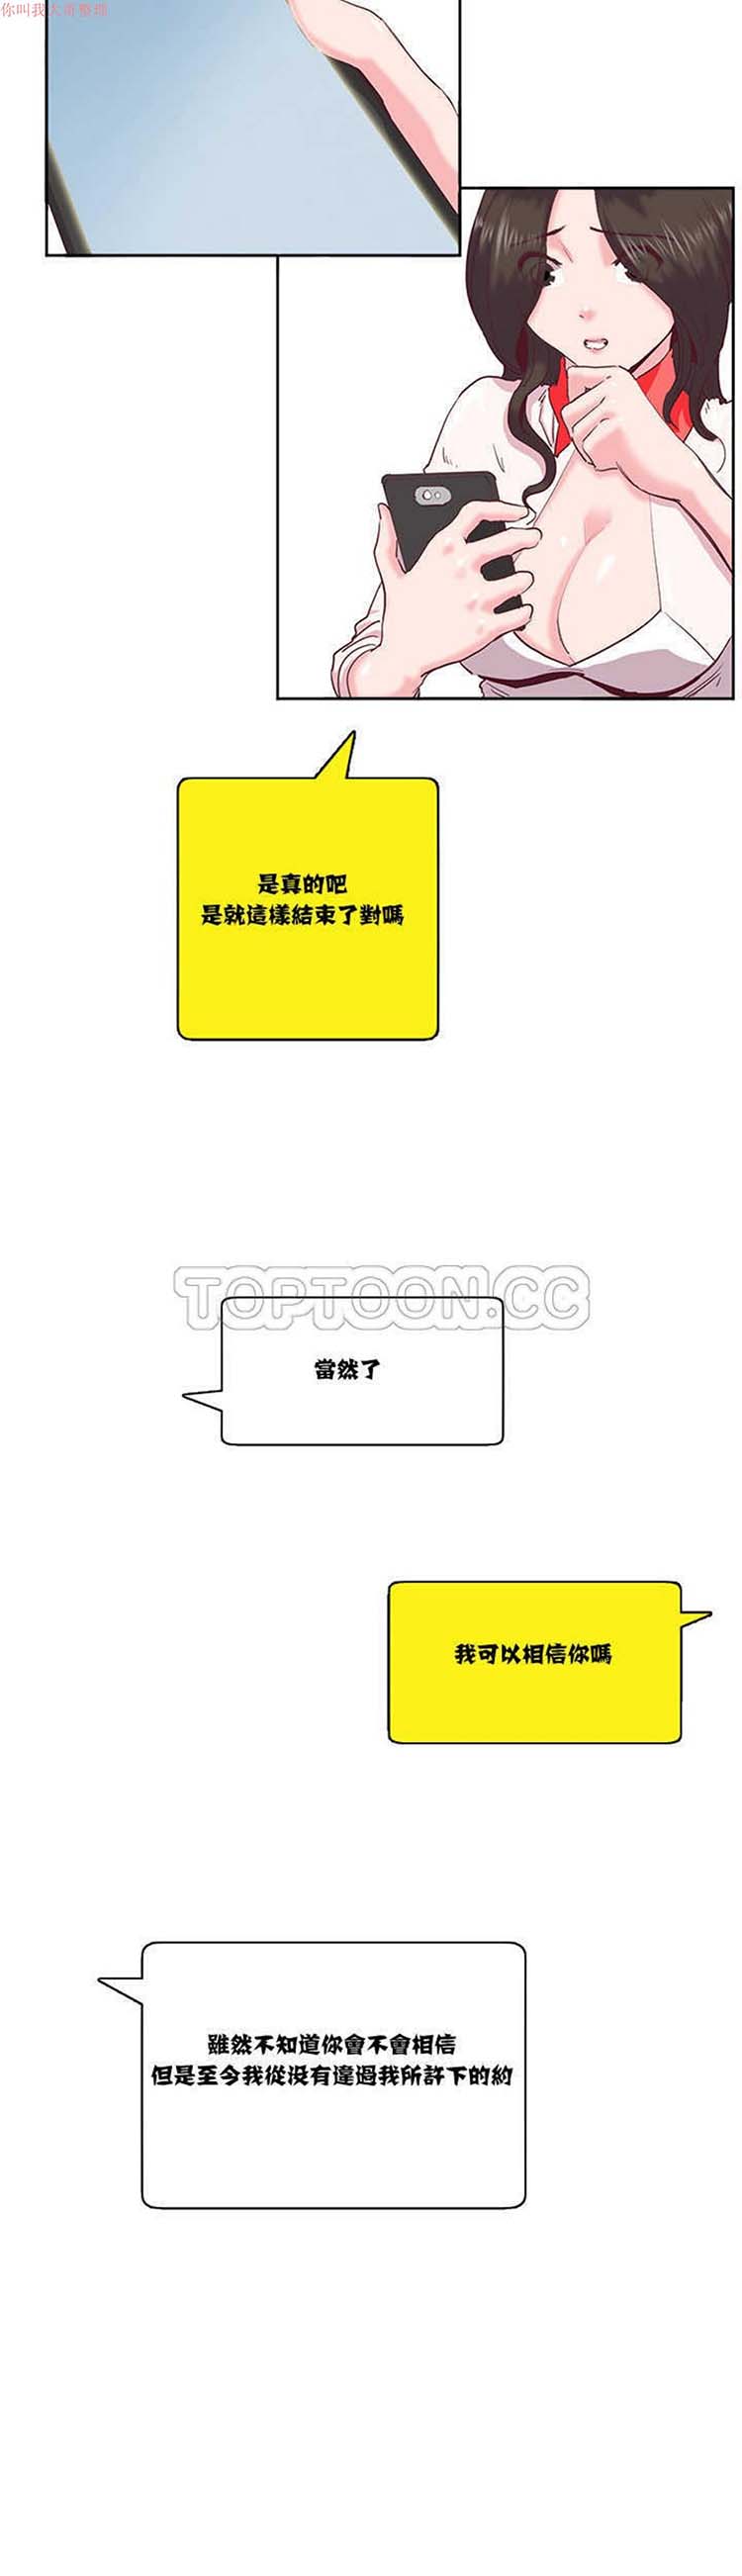 你叫我大哥整理
是真的吧
是就這樣結束了對嗎
TOPTOON.CC
當然了
我可以相信你嗎
雖然不知道你會不會相信
但是至今我從没有違過我所許下的約